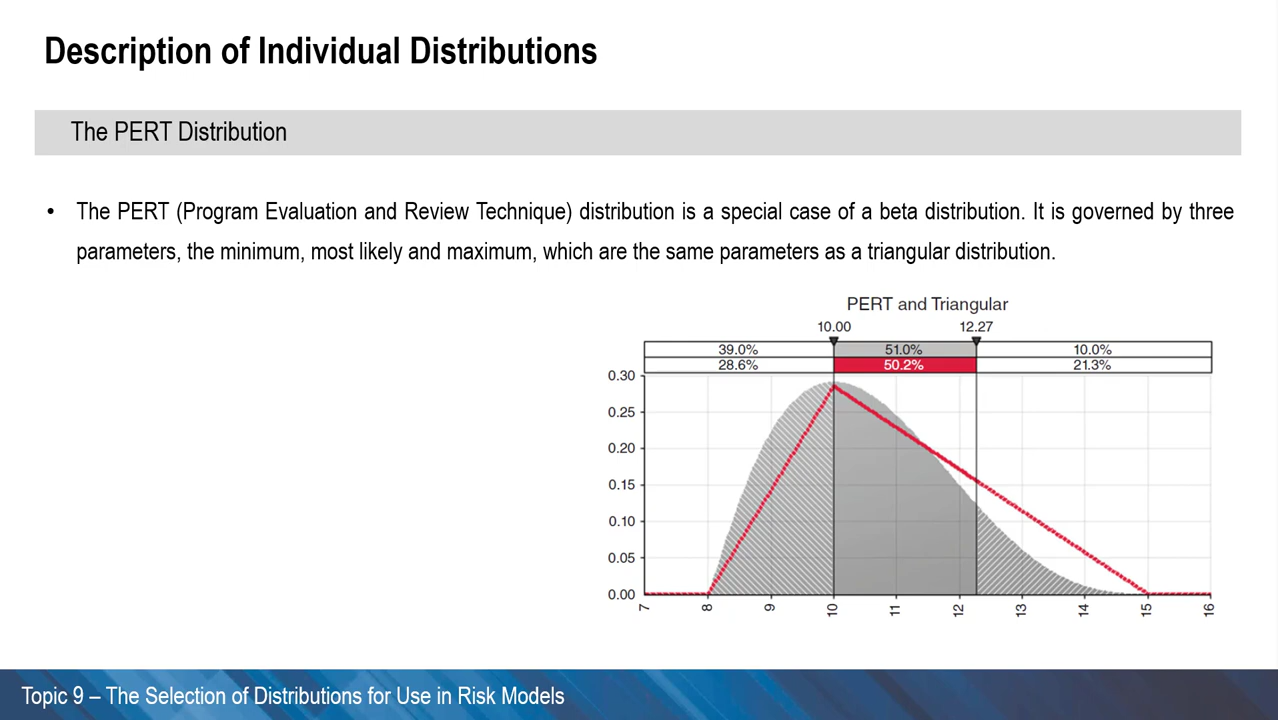 Description of Individual Distributions
The PERT Distribution
• The PERT (Program Evaluation and Review Technique) distribution is a special case of a beta distribution. It is governed by three
parameters, the minimum, most likely and maximum, which are the same parameters as a triangular distribution.
PERT and Triangular
10.00 12.27
39.0% 51.0% 10.0%
28.6% 50.2% 21.3%
0.30
0.25
0.20
0.15
0.10
0.05
0.00
7 8 9 10 11 12 13 14 15 16
Topic 9 – The Selection of Distributions for Use in Risk Models